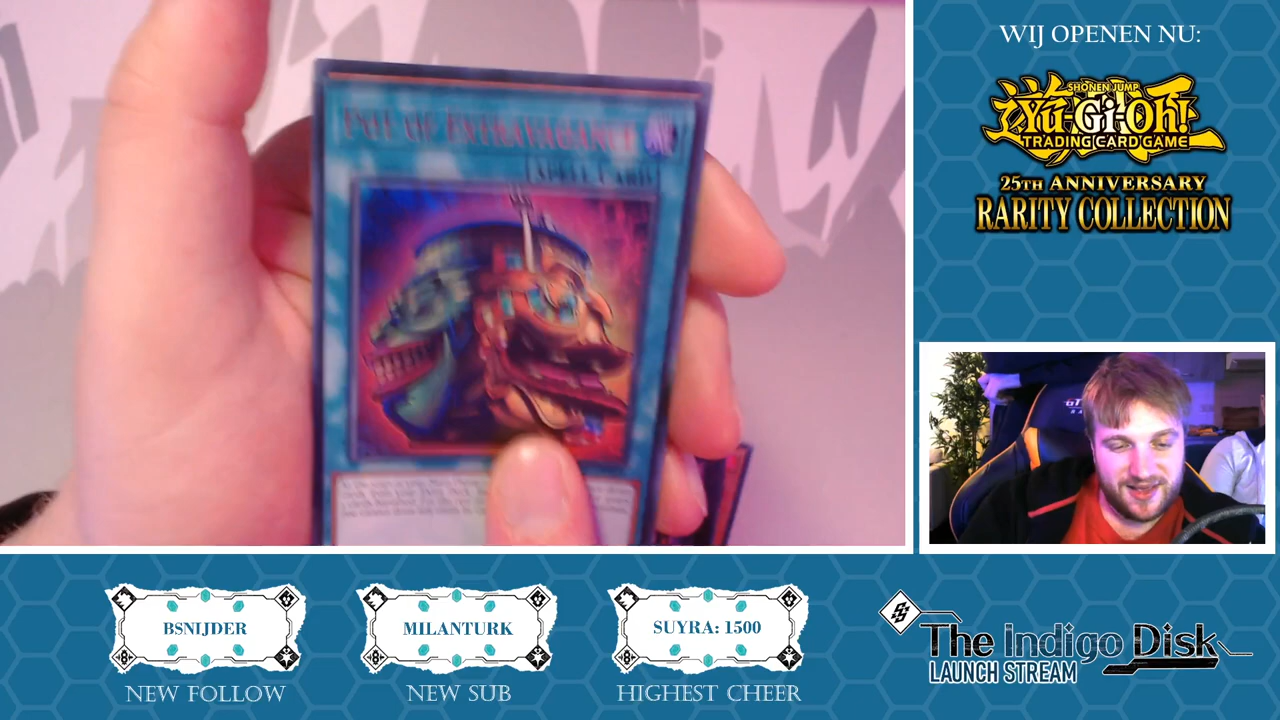 POT OF EXTRAVAGANCE
[SPELL CARD]
WIJ OPENEN NU:
SHONEN JUMP
Yu-Gi-Oh!
TRADING CARD GAME
25TH ANNIVERSARY
RARITY COLLECTION
BSNIJDER
NEW FOLLOW
MILANTURK
NEW SUB
SUYRA: 1500
HIGHEST CHEER
The Indigo Disk
LAUNCH STREAM